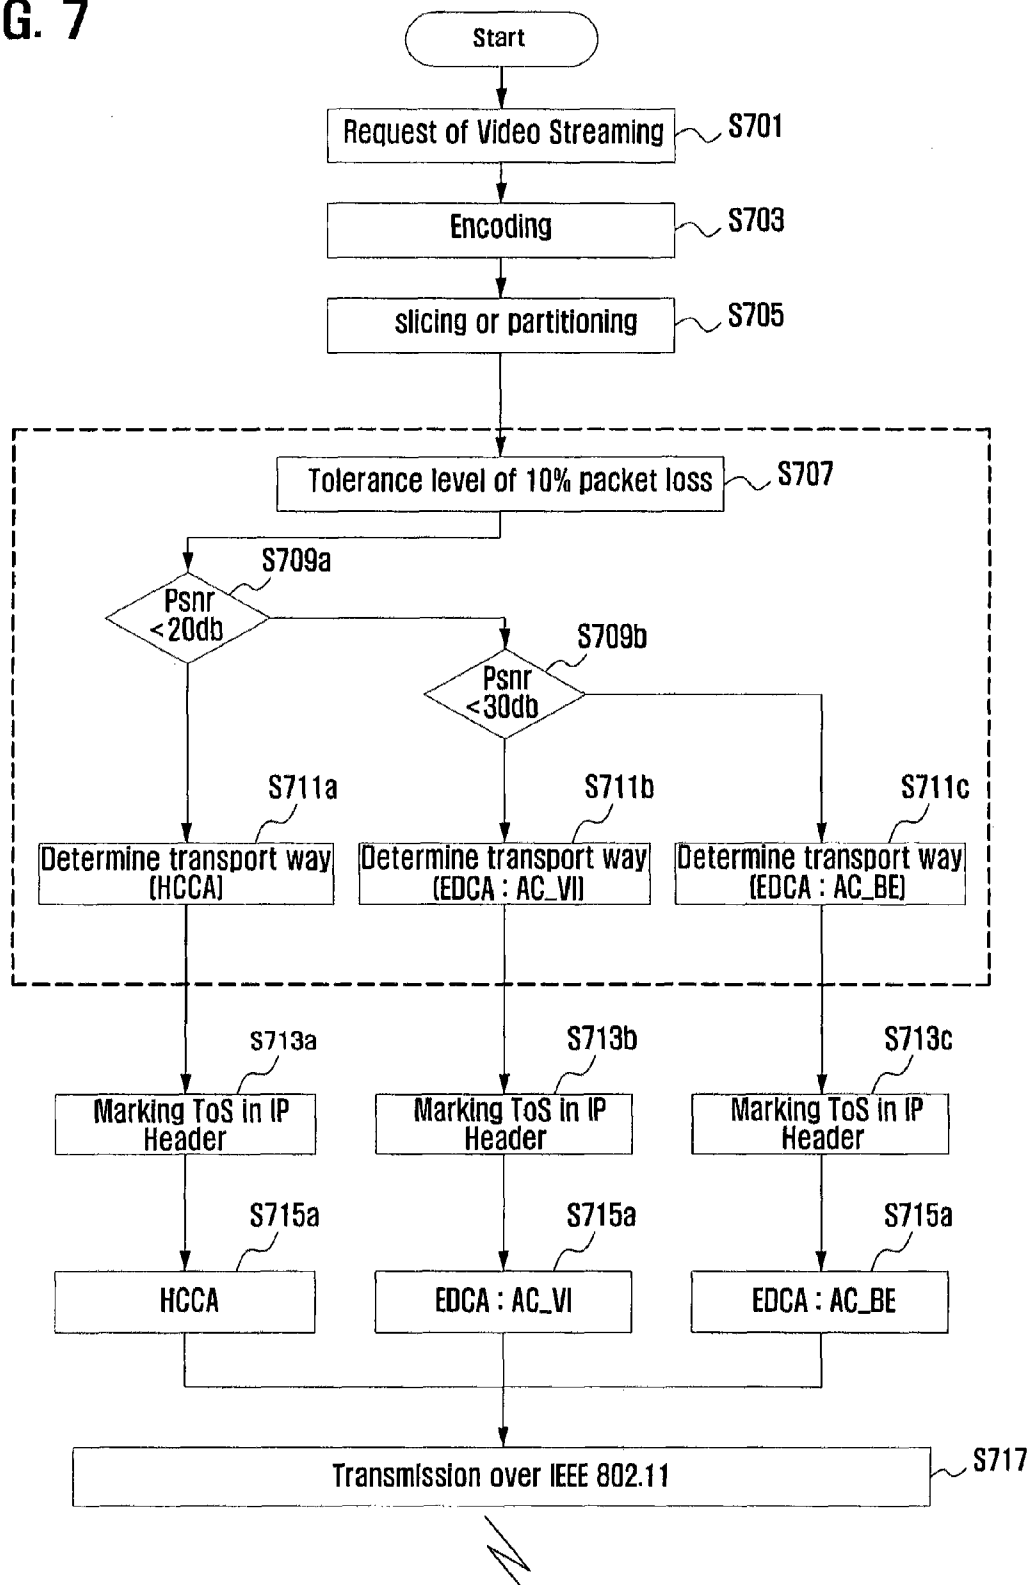 G. 7
Start
Request of Video Streaming
S701
Encoding
S703
slicing or partitioning
S705
Tolerance level of 10% packet loss
S707
S709a
Psnr
<20db
S709b
Psnr
<30db
S711a
S711b
S711c
Determine transport way
(HCCA)
Determine transport way
(EDCA : AC_VI)
Determine transport way
(EDCA : AC_BE)
S713a
S713b
S713c
Marking ToS in IP
Header
Marking ToS in IP
Header
Marking ToS in IP
Header
S715a
S715a
S715a
HCCA
EDCA : AC_VI
EDCA : AC_BE
Transmission over IEEE 802.11
S717